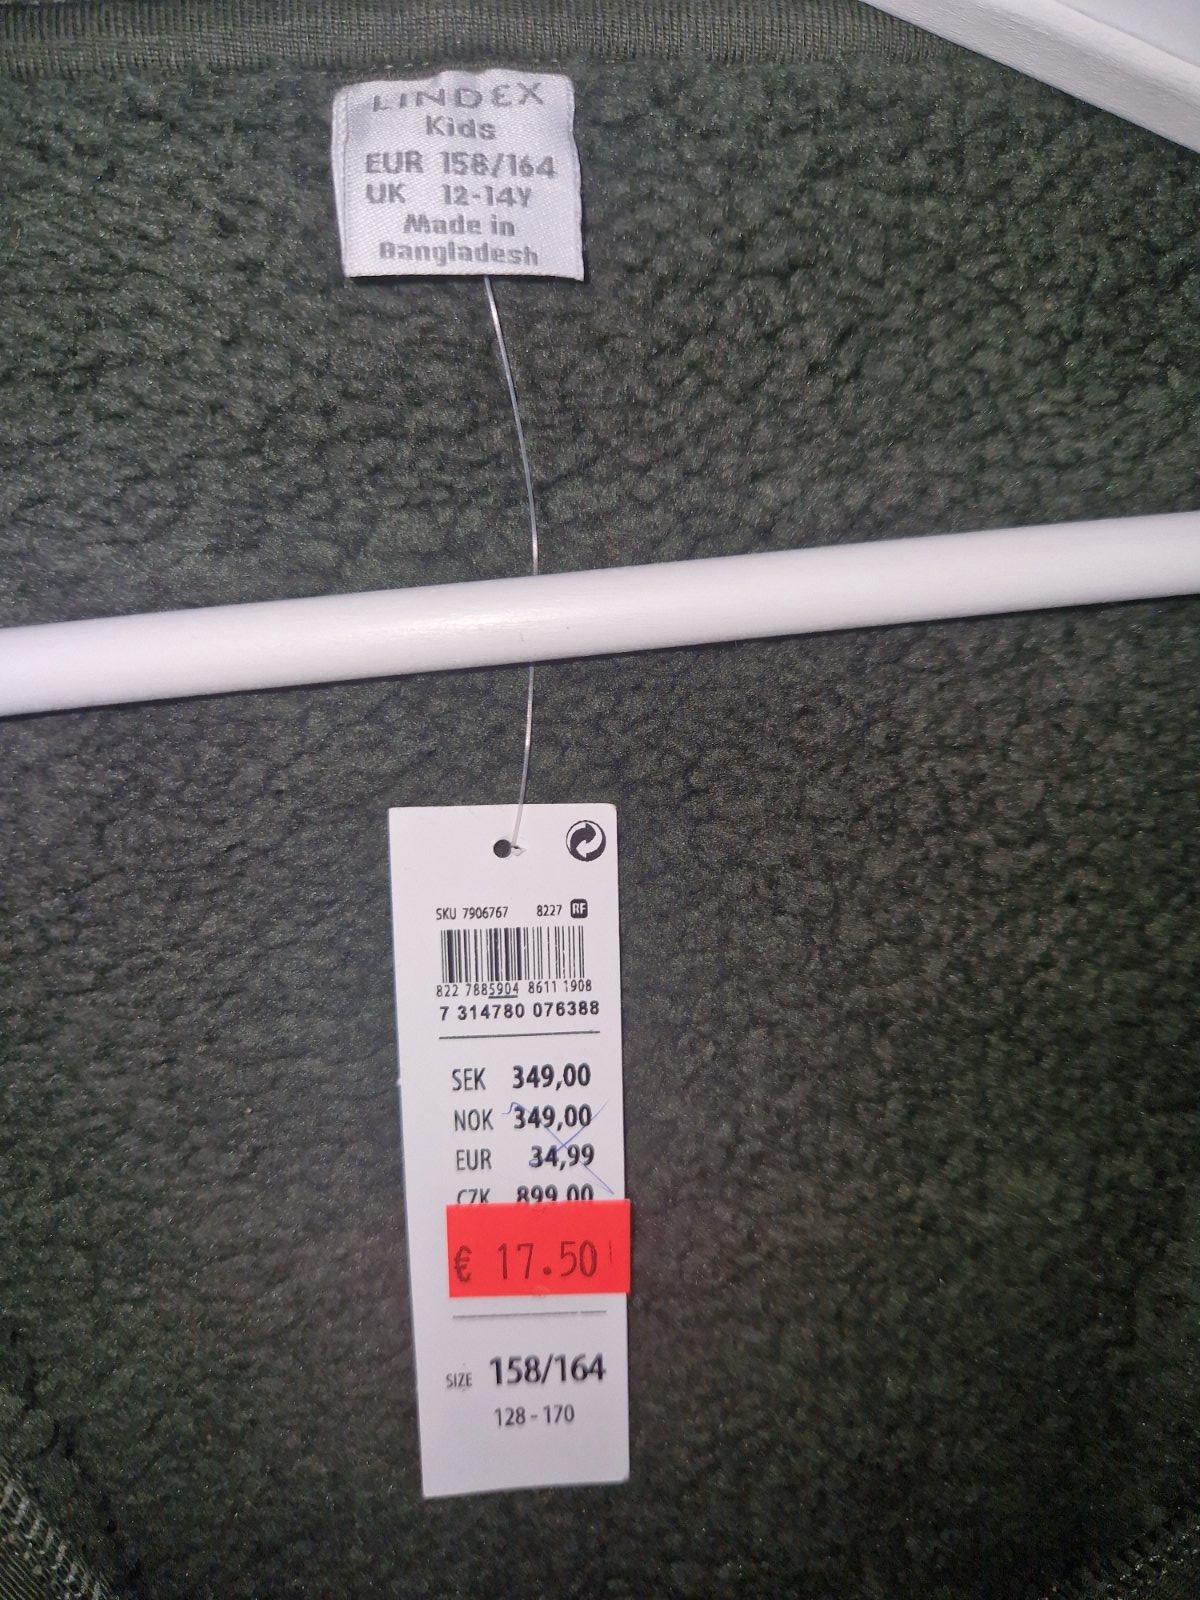 LINDEX
Kids
EUR 158/164
UK 12-14Y
Made in
Bangladesh
SKU 7906767 8227 RF
822 7885904 8611 1908
7 314780 076388
SEK 349,00
NOK 349,00
EUR 34,99
CZK 899,00
€ 17.50
SIZE 158/164
128 - 170